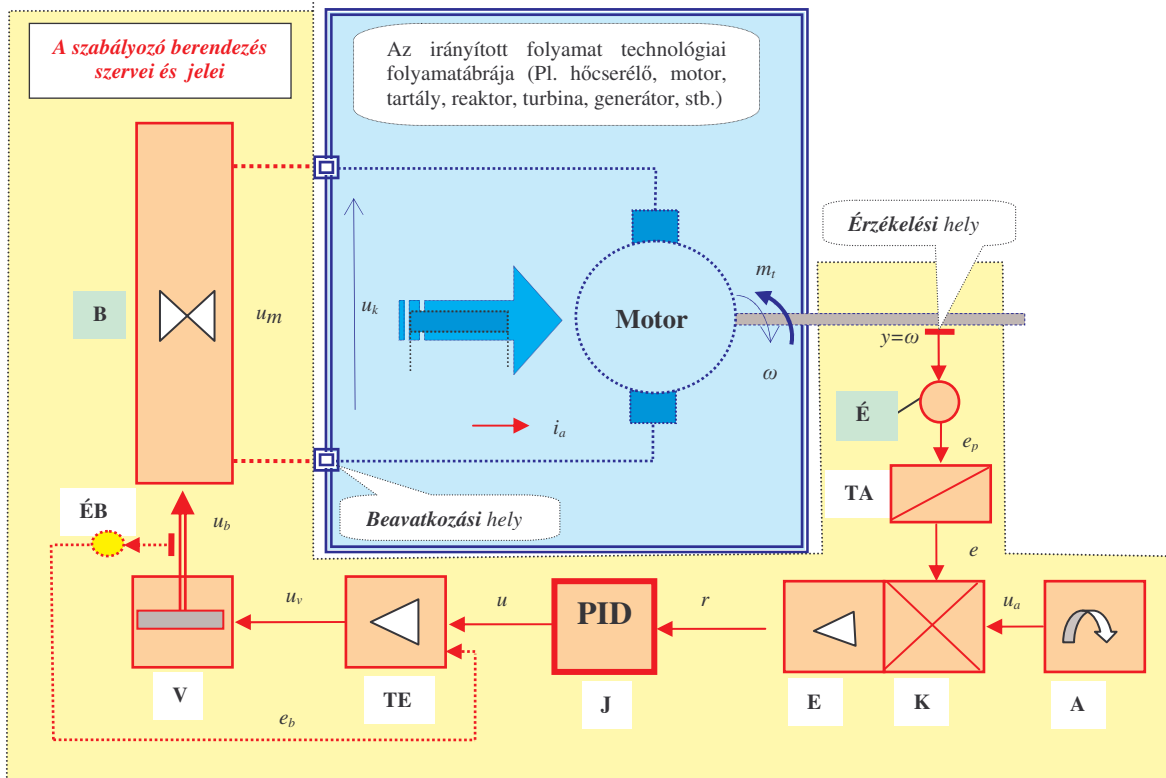 A szabályozó berendezés
szervei és jelei
Az irányított folyamat technológiai
folyamatábrája (Pl. hőcserélő, motor,
tartály, reaktor, turbina, generátor, stb.)
Érzékelési hely
B
u_m
u_k
Motor
m_t
ω
y=ω
i_a
É
e_p
TA
Beavatkozási hely
ÉB
u_b
e
u_v
u
PID
r
u_a
V
TE
J
E
K
A
e_b